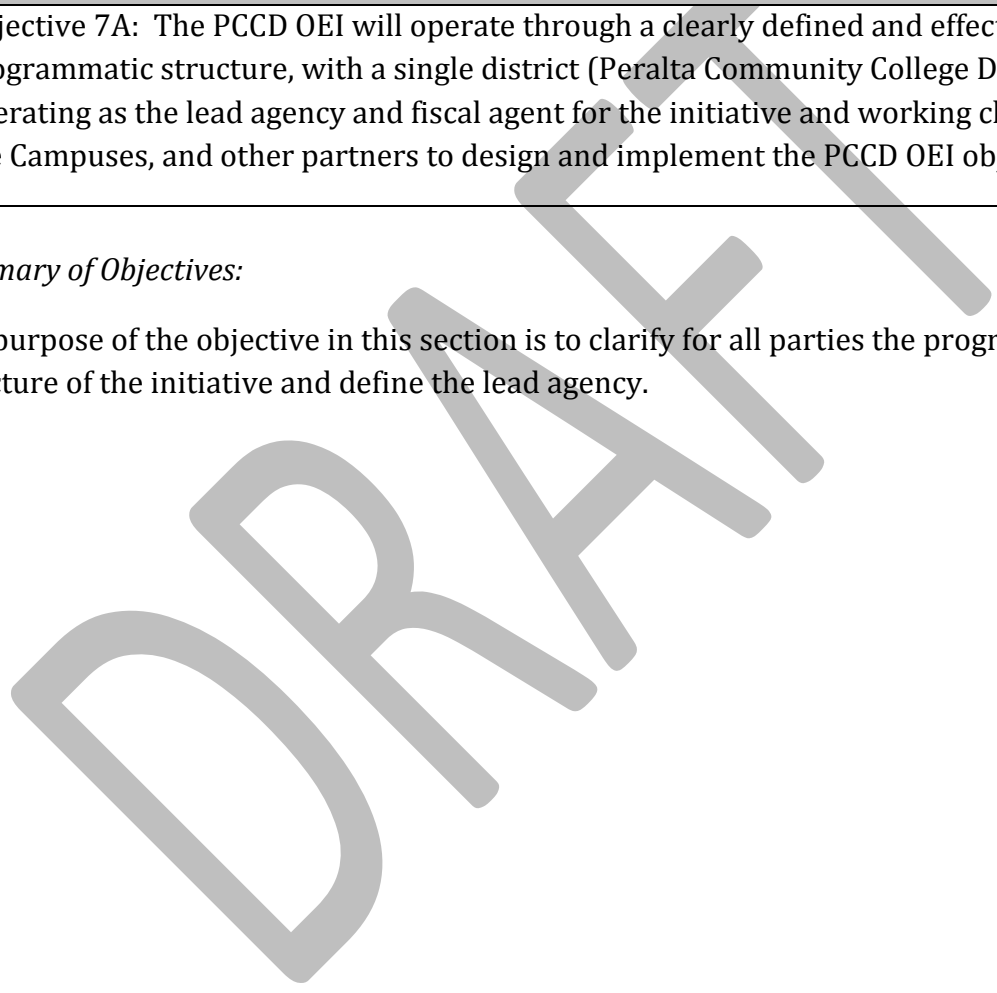 jective 7A: The PCCD OEI will operate through a clearly defined and effect
ogrammatic structure, with a single district (Peralta Community College D
erating as the lead agency and fiscal agent for the initiative and working cl
e Campuses, and other partners to design and implement the PCCD OEI ob
mary of Objectives:
purpose of the objective in this section is to clarify for all parties the progr
cture of the initiative and define the lead agency.
DRAFT